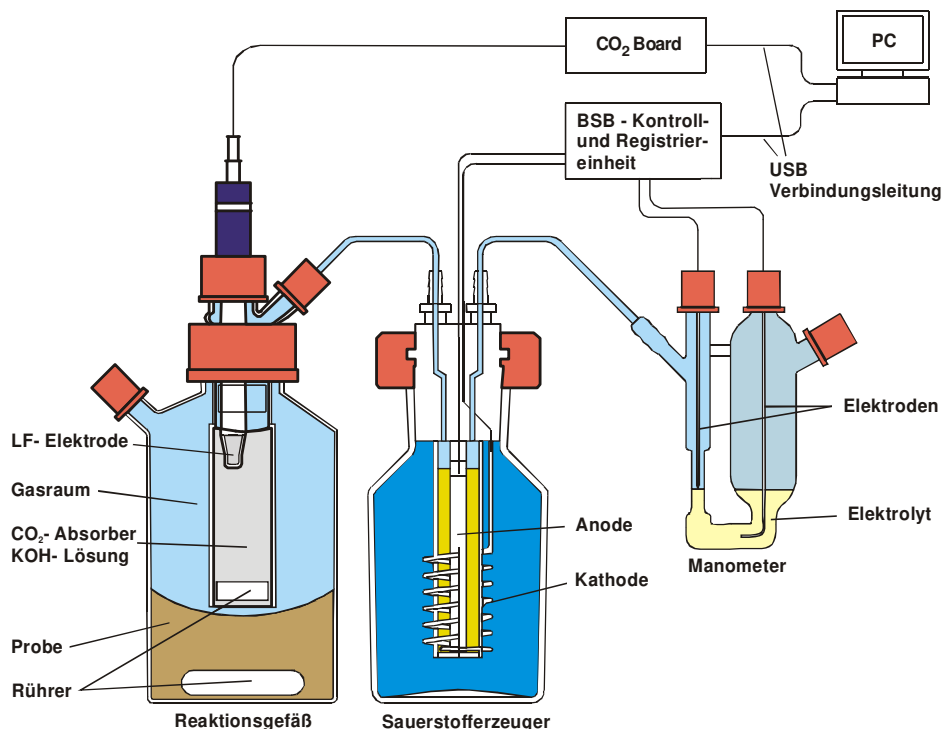 CO₂ Board
PC
BSB - Kontroll-
und Registrier-
einheit
USB
Verbindungsleitung
LF- Elektrode
Gasraum
CO₂- Absorber
KOH- Lösung
Probe
Rührer
Anode
Kathode
Elektroden
Elektrolyt
Manometer
Reaktionsgefäß
Sauerstofferzeuger